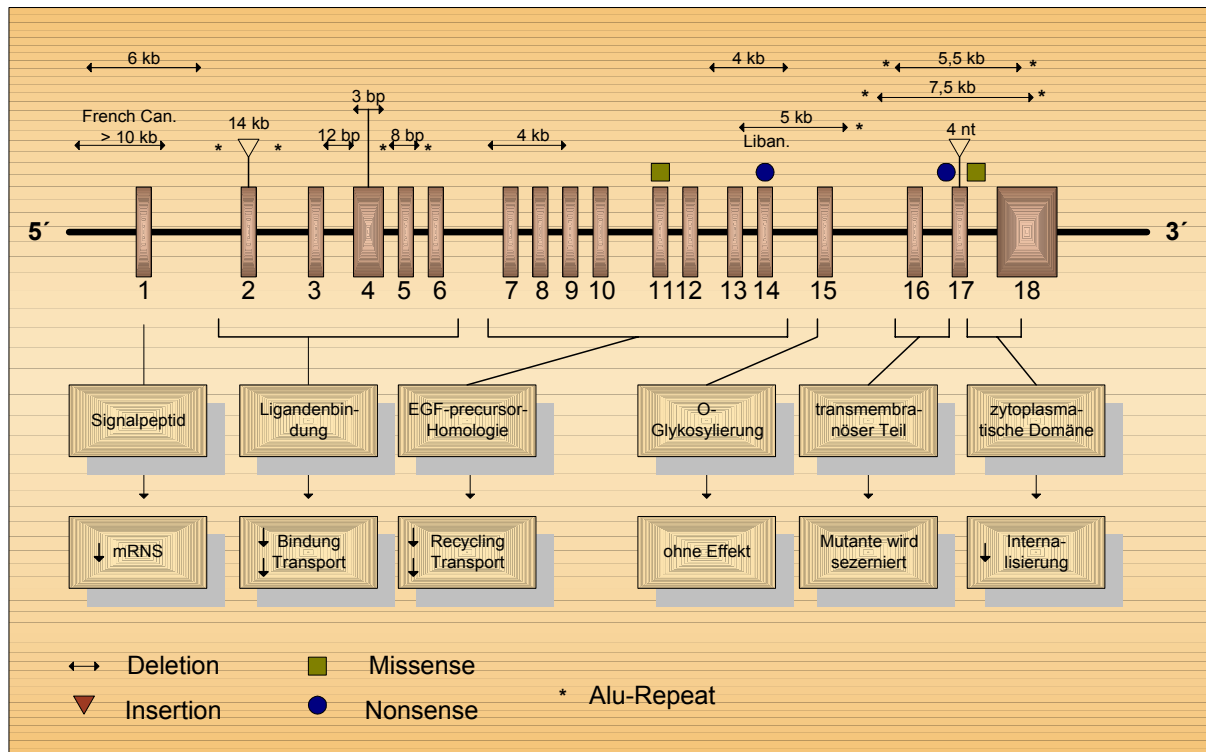 6 kb
4 kb
* 5,5 kb *
* 7,5 kb *
3 bp
French Can.
> 10 kb
14 kb
* *
12 bp
* 8 bp *
4 kb
5 kb *
Liban.
4 nt
5´ 3´
1 2 3 4 5 6 7 8 9 10 11 12 13 14 15 16 17 18
Signalpeptid
Ligandenbin-
dung
EGF-precursor-
Homologie
O-
Glykosylierung
transmembra-
nöser Teil
zytoplasma-
tische Domäne
↓ mRNS
↓ Bindung
↓ Transport
↓ Recycling
↓ Transport
ohne Effekt
Mutante wird
sezerniert
↓ Interna-
lisierung
Deletion
Missense
Insertion
Nonsense
* Alu-Repeat